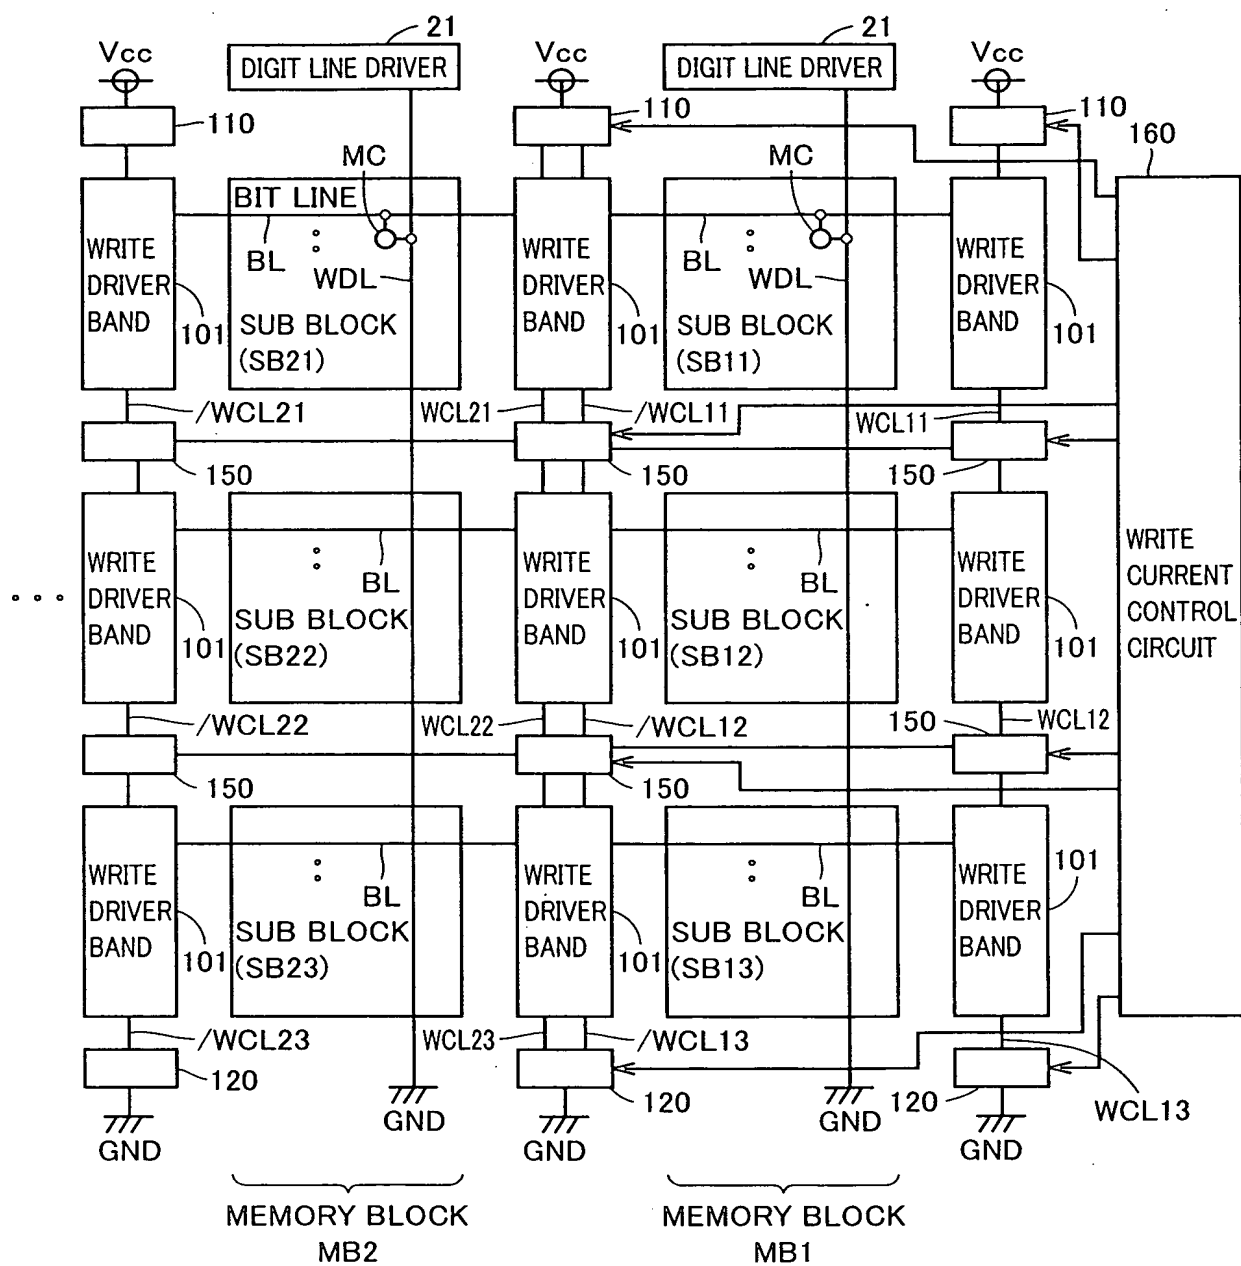 21
21
Vcc
DIGIT LINE DRIVER
Vcc
DIGIT LINE DRIVER
Vcc
110
110
110
160
MC
MC
BIT LINE
WRITE DRIVER BAND
BL
WDL
WRITE DRIVER BAND
BL
WDL
WRITE DRIVER BAND
101
SUB BLOCK
(SB21)
101
SUB BLOCK
(SB11)
101
/WCL21
WCL21
/WCL11
WCL11
150
150
150
WRITE DRIVER BAND
BL
WRITE DRIVER BAND
BL
WRITE DRIVER BAND
WRITE
CURRENT
CONTROL
CIRCUIT
101
SUB BLOCK
(SB22)
101
SUB BLOCK
(SB12)
101
/WCL22
WCL22
/WCL12
150
WCL12
150
150
WRITE DRIVER BAND
BL
WRITE DRIVER BAND
BL
WRITE DRIVER BAND
101
101
SUB BLOCK
(SB23)
101
SUB BLOCK
(SB13)
/WCL23
WCL23
/WCL13
120
120
120
WCL13
GND
GND
GND
GND
GND
MEMORY BLOCK
MB2
MEMORY BLOCK
MB1